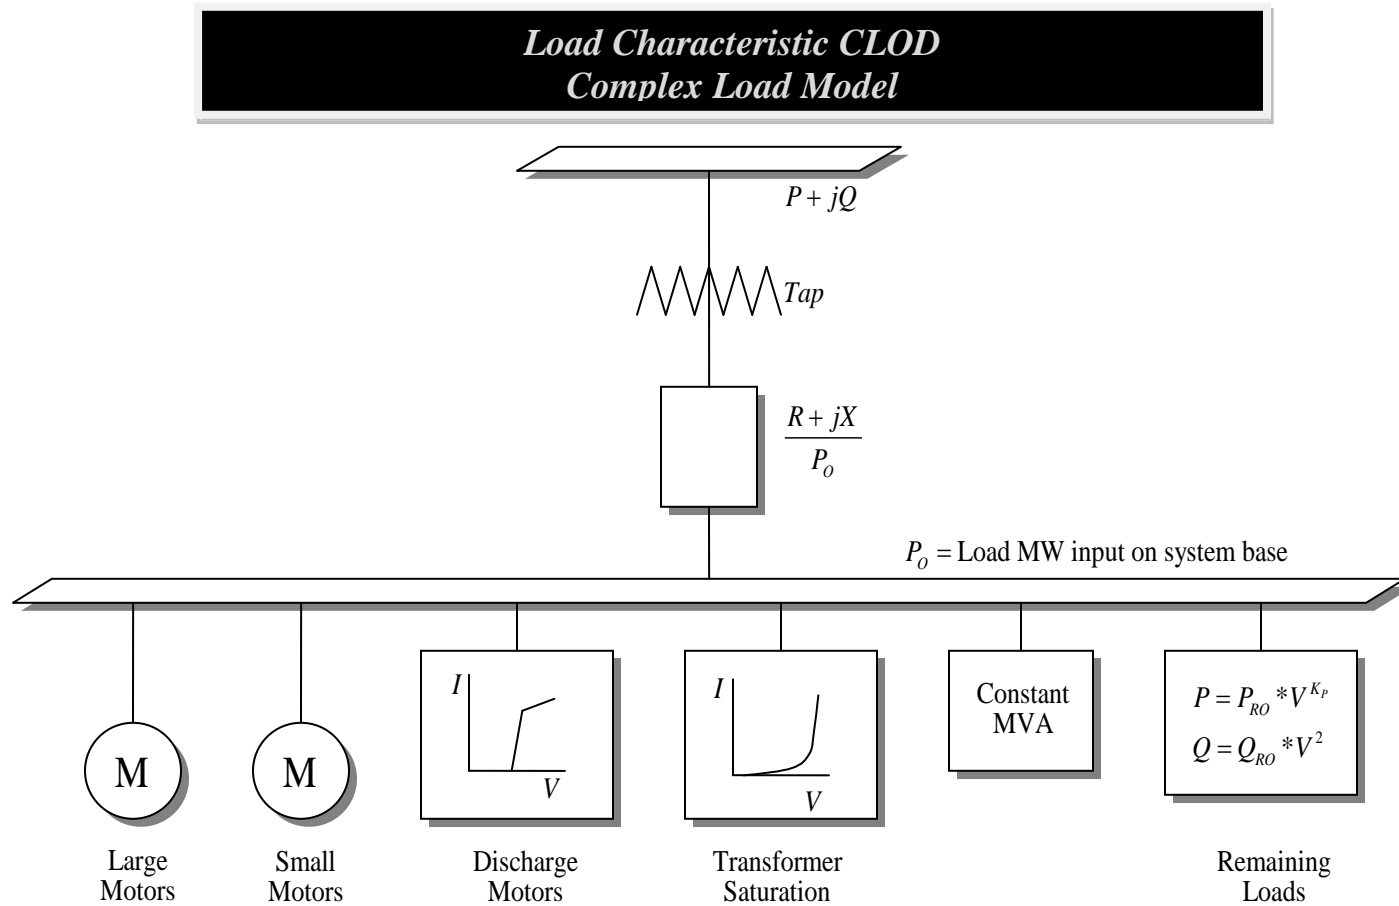 Load Characteristic CLOD
Complex Load Model
P + jQ
Tap
R + jX
P_O
P_O = Load MW input on system base
I
V
I
V
Constant
MVA
P = P_RO * V^K_P
Q = Q_RO * V^2
M
M
Large
Motors
Small
Motors
Discharge
Motors
Transformer
Saturation
Remaining
Loads